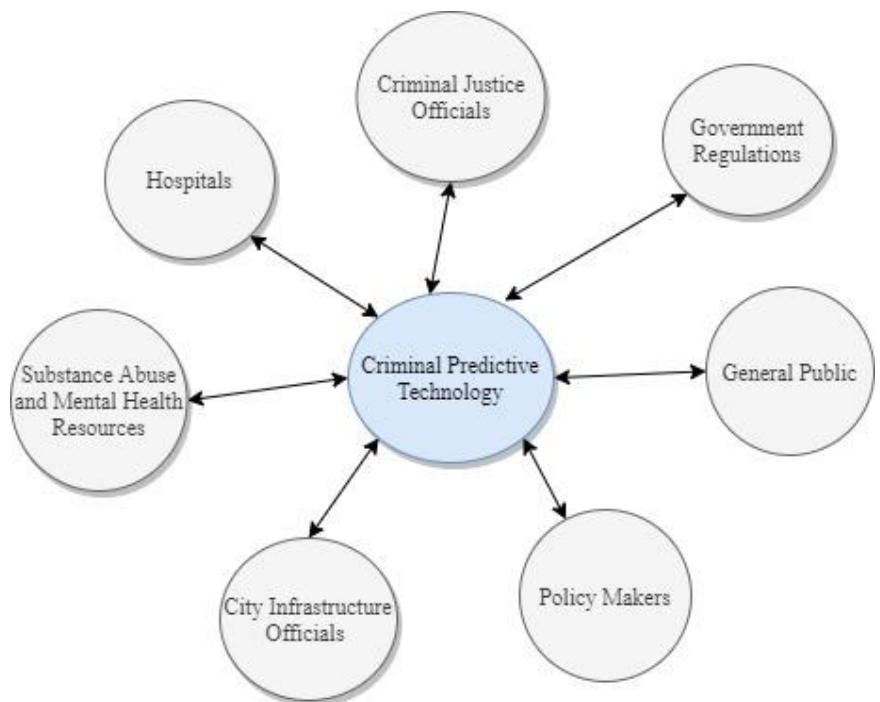 Criminal Justice
Officials
Government
Regulations
Hospitals
Criminal Predictive
Technology
General Public
Substance Abuse
and Mental Health
Resources
City Infrastructure
Officials
Policy Makers